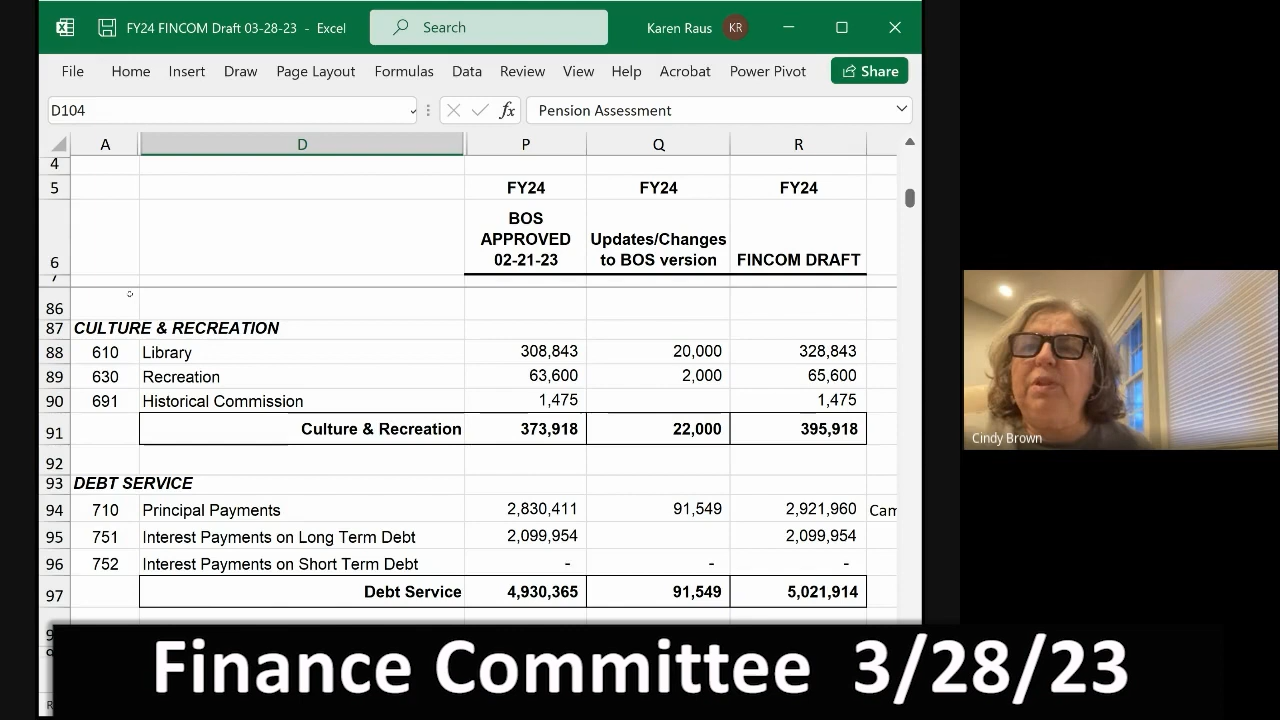 FY24 FINCOM Draft 03-28-23 - Excel
Search
Karen Raus KR
File Home Insert Draw Page Layout Formulas Data Review View Help Acrobat Power Pivot Share
D104 fx Pension Assessment
A D P Q R
4
5 FY24 FY24 FY24
BOS
APPROVED Updates/Changes
6 02-21-23 to BOS version FINCOM DRAFT
86
87 CULTURE & RECREATION
88 610 Library 308,843 20,000 328,843
89 630 Recreation 63,600 2,000 65,600
90 691 Historical Commission 1,475 1,475
91 Culture & Recreation 373,918 22,000 395,918
92
93 DEBT SERVICE
94 710 Principal Payments 2,830,411 91,549 2,921,960 Cam
95 751 Interest Payments on Long Term Debt 2,099,954 2,099,954
96 752 Interest Payments on Short Term Debt - - -
97 Debt Service 4,930,365 91,549 5,021,914
Cindy Brown
Finance Committee 3/28/23